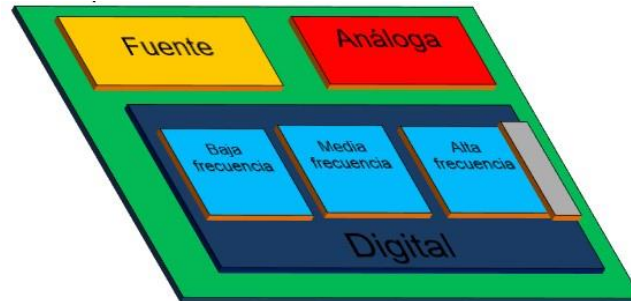 Fuente
Análoga
Baja
frecuencia
Media
frecuencia
Alta
frecuencia
Digital